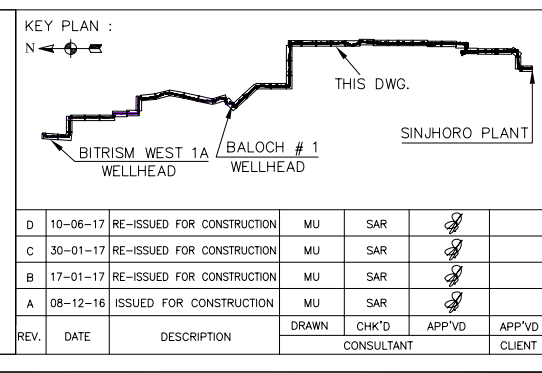 KEY PLAN :
N
THIS DWG.
SINJHORO PLANT
BITRISM WEST 1A
WELLHEAD
BALOCH # 1
WELLHEAD
D 10-06-17 RE-ISSUED FOR CONSTRUCTION MU SAR
C 30-01-17 RE-ISSUED FOR CONSTRUCTION MU SAR
B 17-01-17 RE-ISSUED FOR CONSTRUCTION MU SAR
A 08-12-16 ISSUED FOR CONSTRUCTION MU SAR
REV. DATE DESCRIPTION DRAWN CHK'D APP'VD APP'VD
CONSULTANT CLIENT